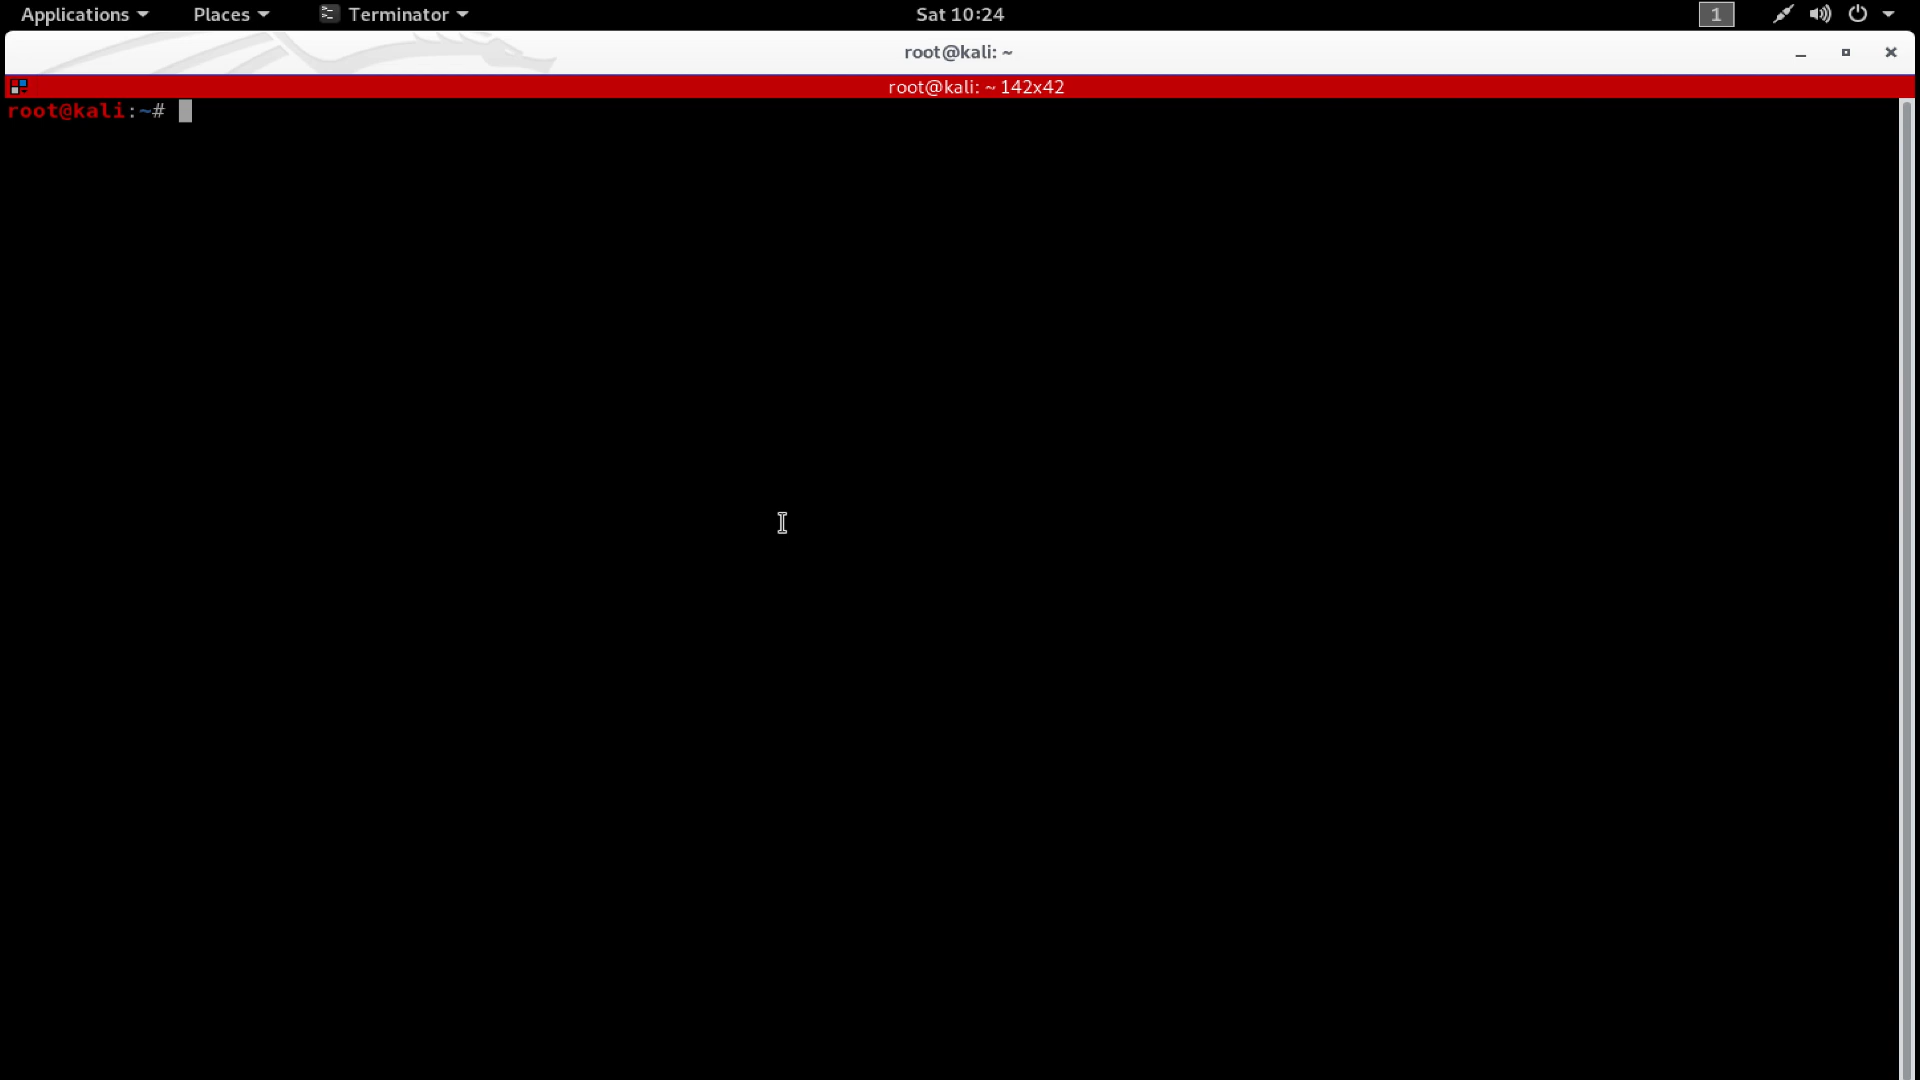 Applications Places Terminator Sat 10:24 1
root@kali: ~
root@kali: ~ 142x42
root@kali:~#